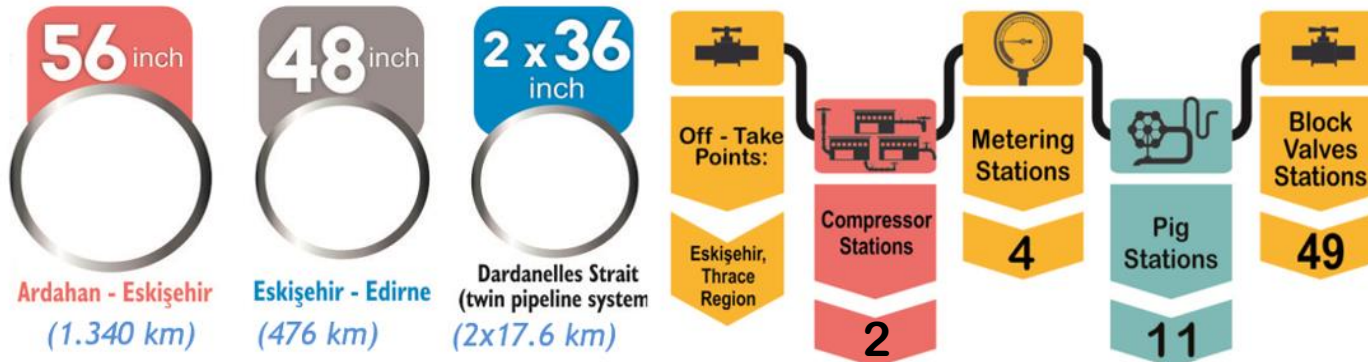 56 inch
Ardahan - Eskişehir
(1.340 km)
48 inch
Eskişehir - Edirne
(476 km)
2 x 36
inch
Dardanelles Strait
(twin pipeline system
(2x17.6 km)
Off - Take
Points:
Eskişehir,
Thrace
Region
Compressor
Stations
2
Metering
Stations
4
Pig
Stations
11
Block
Valves
Stations
49